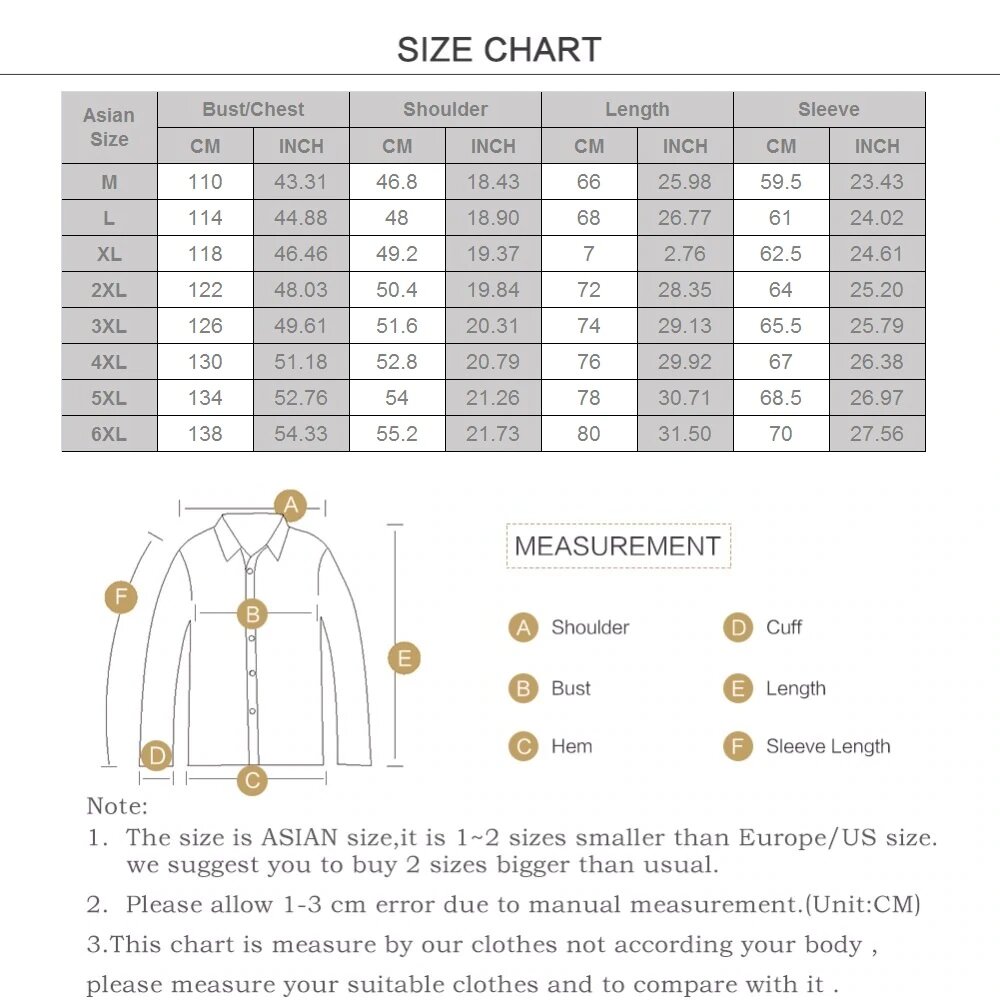 SIZE CHART
Asian Size Bust/Chest Shoulder Length Sleeve
CM INCH CM INCH CM INCH CM INCH
M 110 43.31 46.8 18.43 66 25.98 59.5 23.43
L 114 44.88 48 18.90 68 26.77 61 24.02
XL 118 46.46 49.2 19.37 7 2.76 62.5 24.61
2XL 122 48.03 50.4 19.84 72 28.35 64 25.20
3XL 126 49.61 51.6 20.31 74 29.13 65.5 25.79
4XL 130 51.18 52.8 20.79 76 29.92 67 26.38
5XL 134 52.76 54 21.26 78 30.71 68.5 26.97
6XL 138 54.33 55.2 21.73 80 31.50 70 27.56
A
F
B
E
D
C
MEASUREMENT
A Shoulder D Cuff
B Bust E Length
C Hem F Sleeve Length
Note:
1. The size is ASIAN size,it is 1~2 sizes smaller than Europe/US size.
we suggest you to buy 2 sizes bigger than usual.
2. Please allow 1-3 cm error due to manual measurement.(Unit:CM)
3.This chart is measure by our clothes not according your body ,
please measure your suitable clothes and to compare with it .